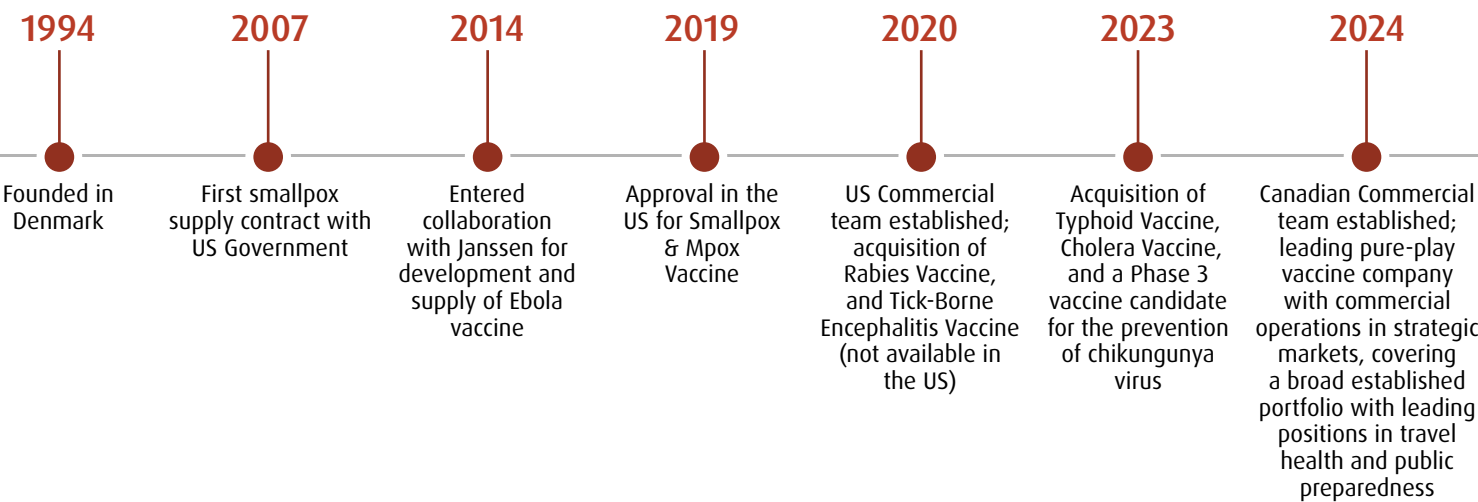 1994
Founded in
Denmark
2007
First smallpox
supply contract with
US Government
2014
Entered
collaboration
with Janssen for
development and
supply of Ebola
vaccine
2019
Approval in the
US for Smallpox
& Mpox
Vaccine
2020
US Commercial
team established;
acquisition of
Rabies Vaccine,
and Tick-Borne
Encephalitis Vaccine
(not available in
the US)
2023
Acquisition of
Typhoid Vaccine,
Cholera Vaccine,
and a Phase 3
vaccine candidate
for the prevention
of chikungunya
virus
2024
Canadian Commercial
team established;
leading pure-play
vaccine company
with commercial
operations in strategic
markets, covering
a broad established
portfolio with leading
positions in travel
health and public
preparedness